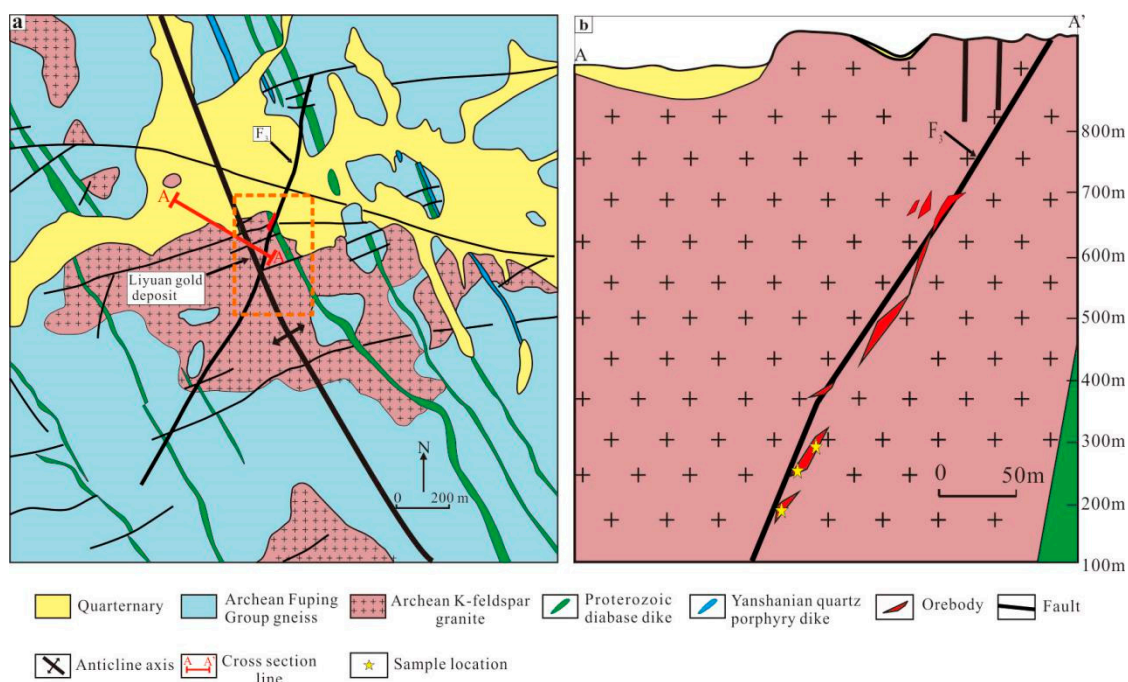 a
F3
A
A'
Liyuan gold
deposit
N
0 200 m
b
A'
A
F3
800m
700m
600m
500m
400m
300m
0 50m
200m
100m
Quarternary
Archean Fuping
Group gneiss
Archean K-feldspar
granite
Proterozoic
diabase dike
Yanshanian quartz
porphyry dike
Orebody
Fault
Anticline axis
A A'
Cross section
line
Sample location